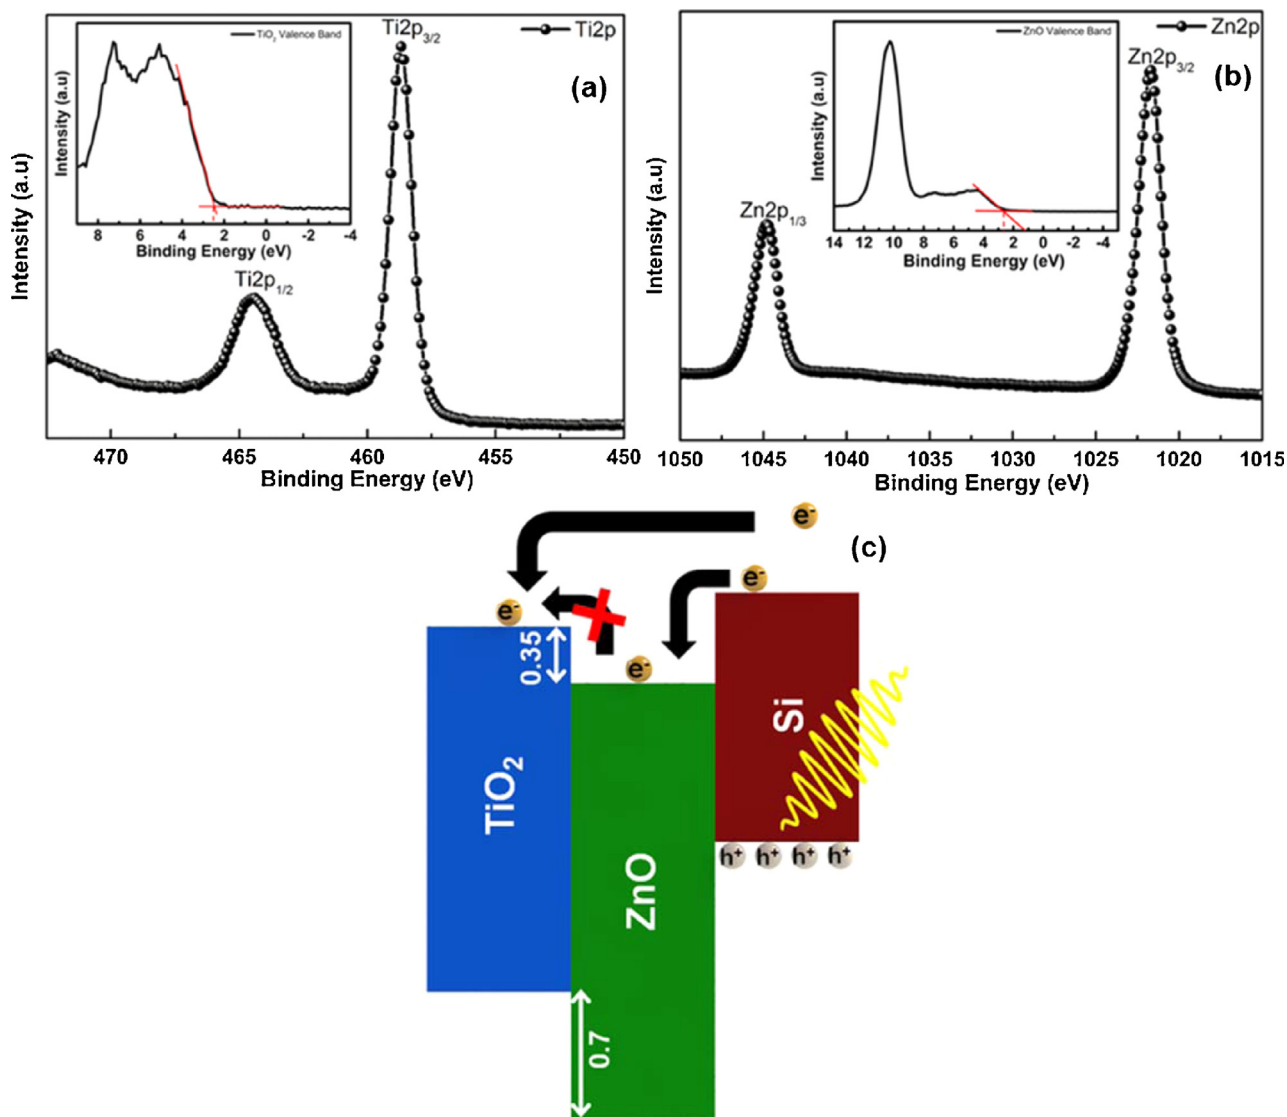 Ti2p3/2
Ti2p
TiO2 Valence Band
(a)
Intensity (a.u)
8 6 4 2 0 -2 -4
Binding Energy (eV)
Ti2p1/2
Intensity (a.u)
470 465 460 455 450
Binding Energy (eV)
Zn2p
Zn2p3/2
ZnO Valence Band
(b)
Intensity (a.u)
14 12 10 8 6 4 2 0 -2 -4
Binding Energy (eV)
Zn2p1/3
Intensity (a.u)
1050 1045 1040 1035 1030 1025 1020 1015
Binding Energy (eV)
e-
(c)
e-
e-
0.35
e-
Si
TiO2
ZnO
h+ h+ h+ h+
0.7